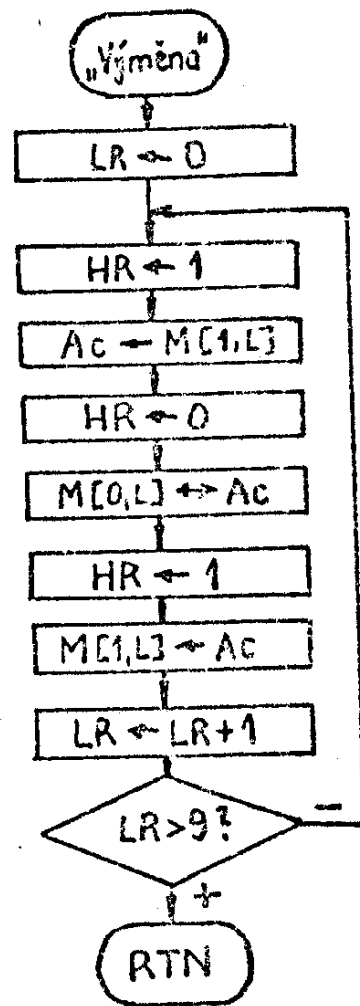 „Výměna“
LR ← 0
HR ← 1
Ac ← M[1,L]
HR ← 0
M[0,L] ↔ Ac
HR ← 1
M[1,L] ← Ac
LR ← LR+1
LR>9?
−
+
RTN